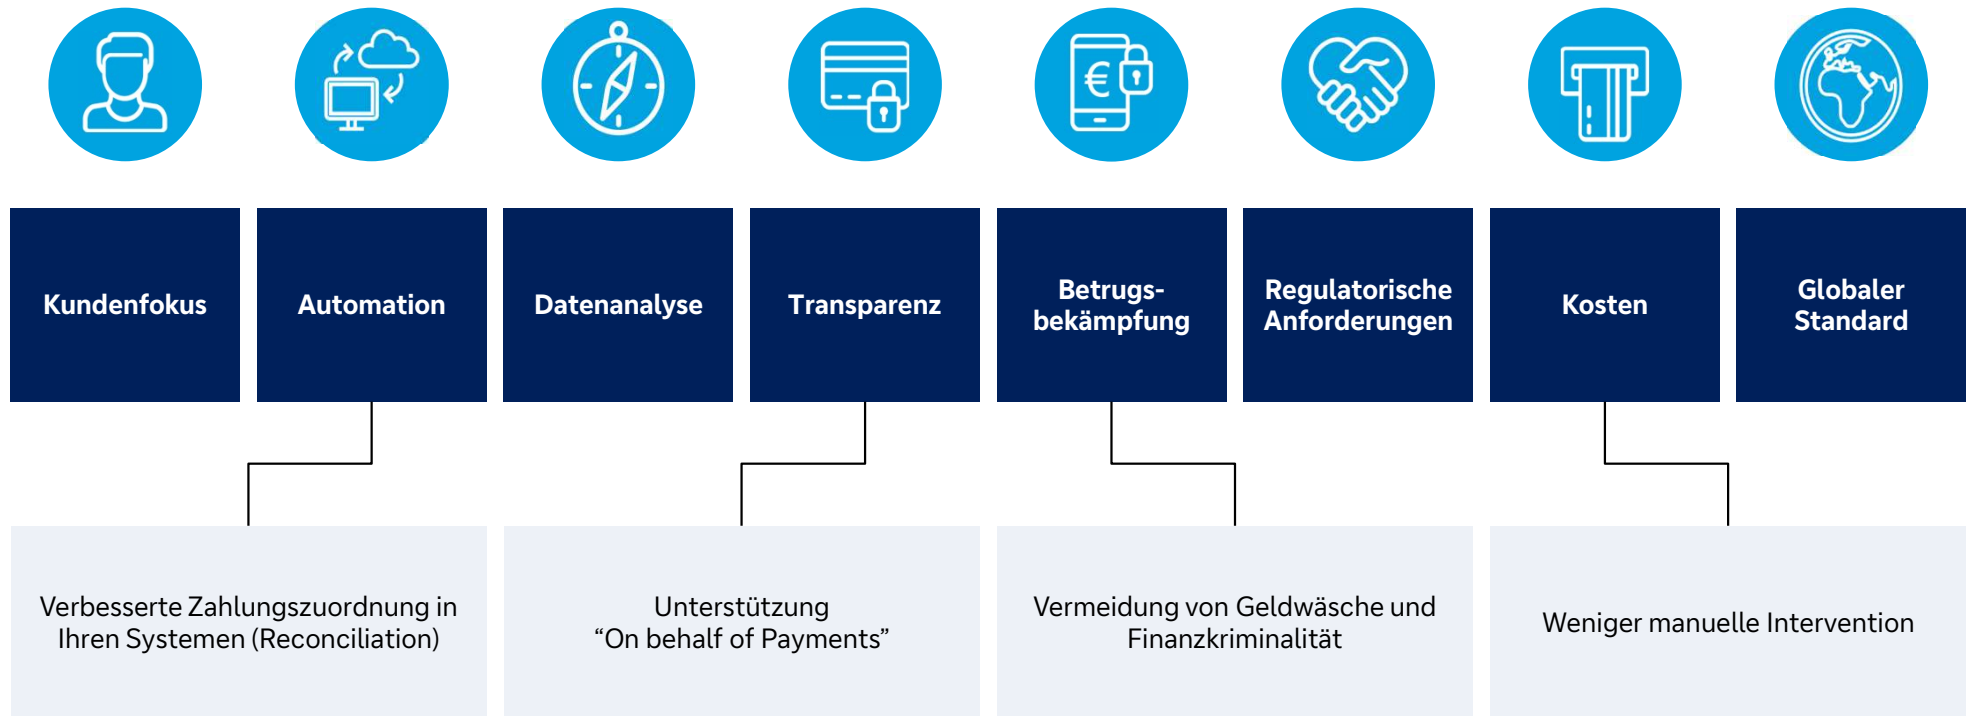 €
Kundenfokus
Automation
Datenanalyse
Transparenz
Betrugs-
bekämpfung
Regulatorische
Anforderungen
Kosten
Globaler
Standard
Verbesserte Zahlungszuordnung in
Ihren Systemen (Reconciliation)
Unterstützung
“On behalf of Payments”
Vermeidung von Geldwäsche und
Finanzkriminalität
Weniger manuelle Intervention